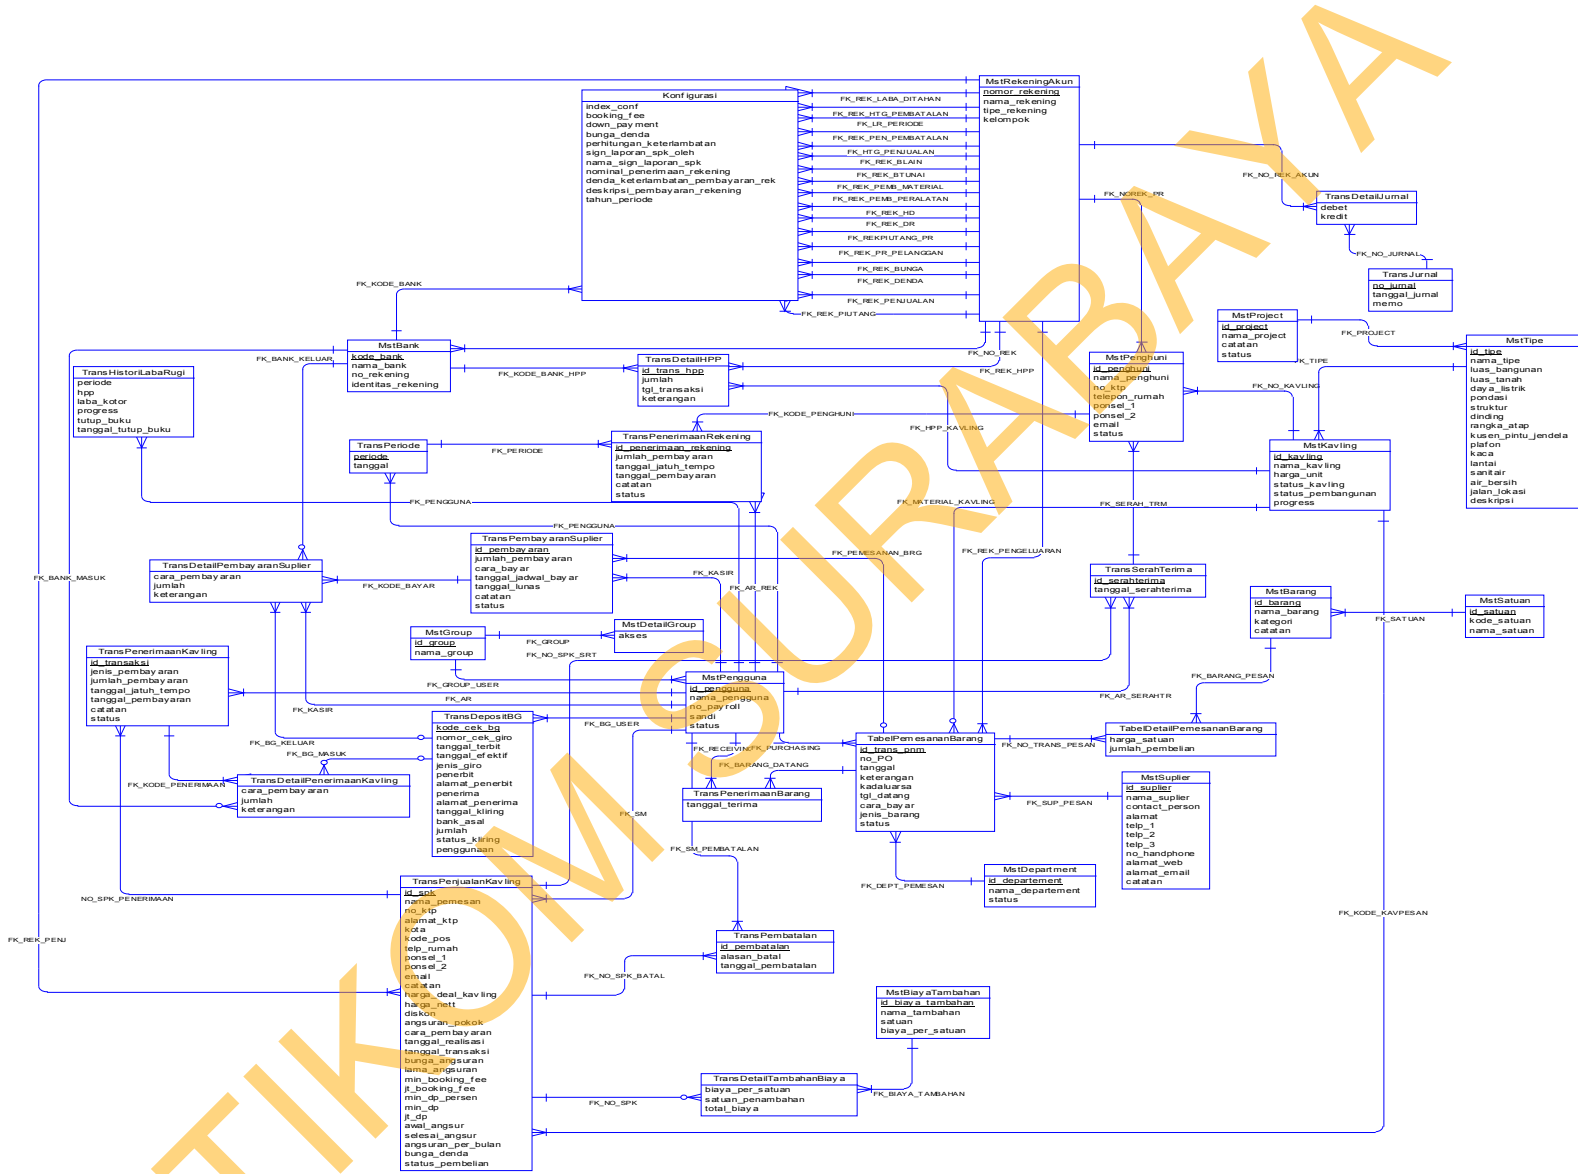 MstRekeningAkun
nomor_rekening
nama_rekening
tipe_rekening
kelompok
Konfigurasi
index_conf
booking_fee
down_payment
bunga_denda
perhitungan_keterlambatan
sign_laporan_spk_oleh
nama_sign_laporan_spk
nominal_penerimaan_rekening
denda_keterlambatan_pembayaran_rek
deskripsi_pembayaran_rekening
tahun_periode
FK_REK_LABA_DITAHAN
FK_REK_HTG_PEMBATALAN
FK_LR_PERIODE
FK_REK_PEN_PEMBATALAN
FK_HTG_PENJUALAN
FK_REK_BLAIN
FK_REK_BTUNAI
FK_REK_PEMB_MATERIAL
FK_REK_PEMB_PERALATAN
FK_REK_HD
FK_REK_DR
FK_REKPIUTANG_PR
FK_REK_PR_PELANGGAN
FK_REK_BUNGA
FK_REK_DENDA
FK_REK_PENJUALAN
FK_REK_PIUTANG
FK_NO_REK_AKUN
FK_NOREK_PR
TransDetailJurnal
debet
kredit
FK_NO_JURNAL
TransJurnal
no_jurnal
tanggal_jurnal
memo
FK_KODE_BANK
MstProject
id_project
nama_project
catatan
status
FK_PROJECT
MstTipe
id_tipe
nama_tipe
luas_bangunan
luas_tanah
daya_listrik
pondasi
struktur
dinding
rangka_atap
kusen_pintu_jendela
plafon
kaca
lantai
sanitair
air_bersih
jalan_lokasi
deskripsi
FK_TIPE
MstBank
kode_bank
nama_bank
no_rekening
identitas_rekening
FK_BANK_KELUAR
FK_KODE_BANK_HPP
TransDetailHPP
id_trans_hpp
jumlah
tgl_transaksi
keterangan
FK_NO_REK
FK_REK_HPP
MstPenghuni
id_penghuni
nama_penghuni
no_ktp
telepon_rumah
ponsel_1
ponsel_2
email
status
FK_NO_KAVLING
TransHistoriLabaRugi
periode
hpp
laba_kotor
progress
tutup_buku
tanggal_tutup_buku
FK_KODE_PENGHUNI
FK_HPP_KAVLING
TransPeriode
periode
tanggal
FK_PERIODE
TransPenerimaanRekening
id_penerimaan_rekening
jumlah_pembayaran
tanggal_jatuh_tempo
tanggal_pembayaran
catatan
status
MstKavling
id_kavling
nama_kavling
harga_unit
status_kavling
status_pembangunan
progress
FK_PENGGUNA
FK_PENGGUNA
FK_MATERIAL_KAVLING
FK_SERAH_TRM
TransPembayaranSuplier
id_pembayaran
jumlah_pembayaran
cara_bayar
tanggal_jadwal_bayar
tanggal_lunas
catatan
status
FK_PEMESANAN_BRG
FK_REK_PENGELUARAN
FK_KASIR
FK_AR_REK
TransDetailPembayaranSuplier
cara_pembayaran
jumlah
keterangan
FK_KODE_BAYAR
FK_BANK_MASUK
TransSerahTerima
id_serahterima
tanggal_serahterima
MstBarang
id_barang
nama_barang
kategori
catatan
FK_SATUAN
MstSatuan
id_satuan
kode_satuan
nama_satuan
MstGroup
id_group
nama_group
FK_GROUP
MstDetailGroup
akses
FK_NO_SPK_SRT
FK_GROUP_USER
TransPenerimaanKavling
id_transaksi
jenis_pembayaran
jumlah_pembayaran
tanggal_jatuh_tempo
tanggal_pembayaran
catatan
status
FK_KASIR
FK_AR
MstPengguna
id_pengguna
nama_pengguna
no_payroll
sandi
status
FK_AR_SERAHTR
FK_BARANG_PESAN
TransDepositBG
kode_cek_bg
nomor_cek_giro
tanggal_terbit
tanggal_efektif
jenis_giro
penerbit
alamat_penerbit
penerima
alamat_penerima
tanggal_kliring
bank_asal
jumlah
status_kliring
penggunaan
FK_BG_USER
FK_BG_KELUAR
FK_BG_MASUK
FK_RECEIVING
FK_PURCHASING
FK_BARANG_DATANG
TabelPemesananBarang
id_trans_pnm
no_PO
tanggal
keterangan
kadaluarsa
tgl_datang
cara_bayar
jenis_barang
status
FK_NO_TRANS_PESAN
TabelDetailPemesananBarang
harga_satuan
jumlah_pembelian
FK_KODE_PENERIMAAN
TransDetailPenerimaanKavling
cara_pembayaran
jumlah
keterangan
TransPenerimaanBarang
tanggal_terima
FK_SUP_PESAN
MstSuplier
id_suplier
nama_suplier
contact_person
alamat
telp_1
telp_2
telp_3
no_handphone
alamat_web
alamat_email
catatan
FK_SM
FK_SM_PEMBATALAN
FK_DEPT_PEMESAN
MstDepartment
id_departement
nama_departement
status
NO_SPK_PENERIMAAN
TransPenjualanKavling
id_spk
nama_pemesan
no_ktp
alamat_ktp
kota
kode_pos
telp_rumah
ponsel_1
ponsel_2
email
catatan
harga_deal_kavling
harga_nett
diskon
angsuran_pokok
cara_pembayaran
tanggal_realisasi
tanggal_transaksi
bunga_angsuran
lama_angsuran
min_booking_fee
jt_booking_fee
min_dp_persen
min_dp
jt_dp
awal_angsur
selesai_angsur
angsuran_per_bulan
bunga_denda
status_pembelian
FK_REK_PENJ
FK_KODE_KAVPESAN
TransPembatalan
id_pembatalan
alasan_batal
tanggal_pembatalan
FK_NO_SPK_BATAL
MstBiayaTambahan
id_biaya_tambahan
nama_tambahan
satuan
biaya_per_satuan
TransDetailTambahanBiaya
biaya_per_satuan
satuan_penambahan
total_biaya
FK_BIAYA_TAMBAHAN
FK_NO_SPK
TIKOM SURABAYA